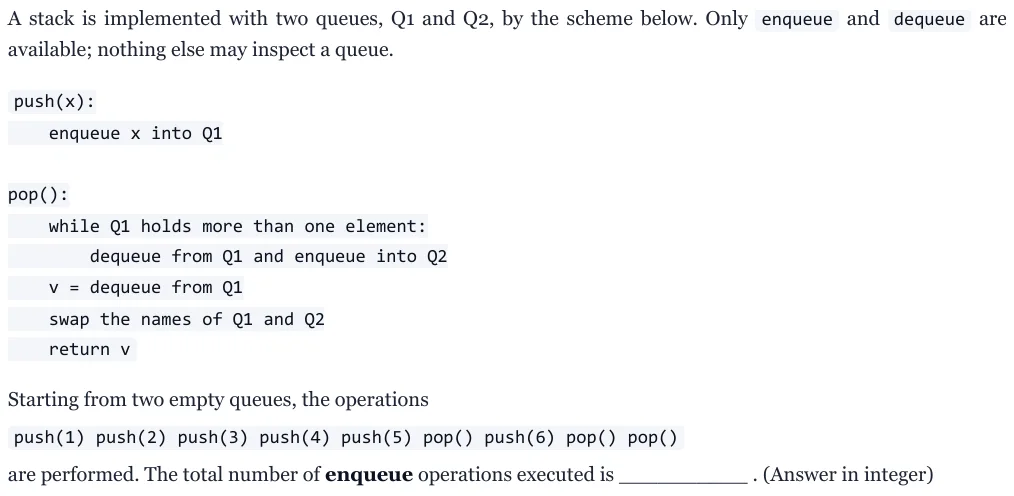 A stack is implemented with two queues, Q1 and Q2, by the scheme below. Only enqueue and dequeue are
available; nothing else may inspect a queue.
push(x):
    enqueue x into Q1
pop():
    while Q1 holds more than one element:
        dequeue from Q1 and enqueue into Q2
    v = dequeue from Q1
    swap the names of Q1 and Q2
    return v
Starting from two empty queues, the operations
push(1) push(2) push(3) push(4) push(5) pop() push(6) pop() pop()
are performed. The total number of enqueue operations executed is __________ . (Answer in integer)